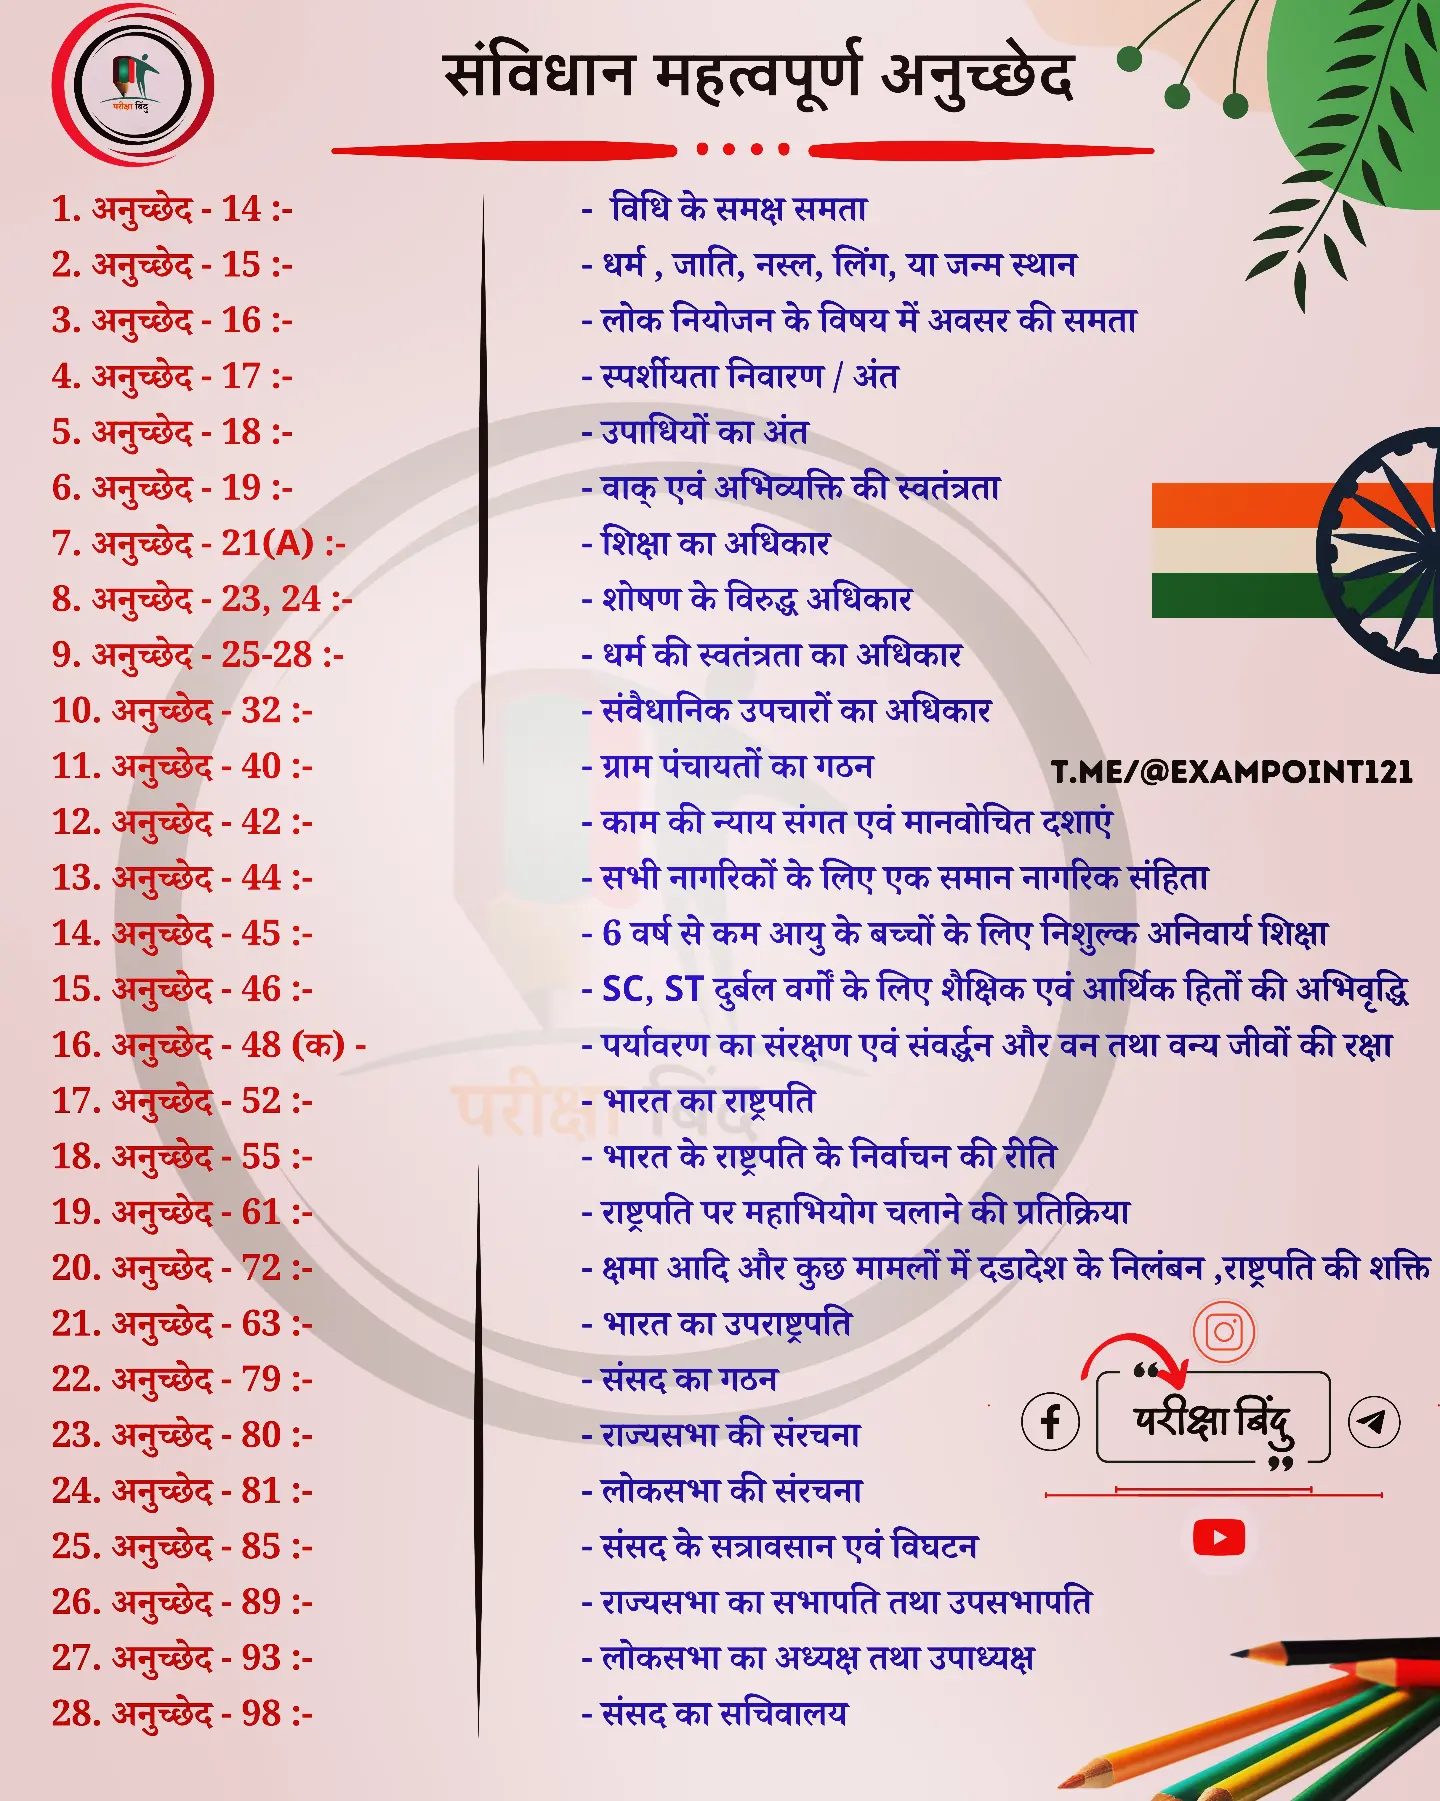 परीक्षा बिंदु
संविधान महत्वपूर्ण अनुच्छेद
1. अनुच्छेद - 14 :- - विधि के समक्ष समता
2. अनुच्छेद - 15 :- - धर्म , जाति, नस्ल, लिंग, या जन्म स्थान
3. अनुच्छेद - 16 :- - लोक नियोजन के विषय में अवसर की समता
4. अनुच्छेद - 17 :- - स्पर्शीयता निवारण / अंत
5. अनुच्छेद - 18 :- - उपाधियों का अंत
6. अनुच्छेद - 19 :- - वाक् एवं अभिव्यक्ति की स्वतंत्रता
7. अनुच्छेद - 21(A) :- - शिक्षा का अधिकार
8. अनुच्छेद - 23, 24 :- - शोषण के विरुद्ध अधिकार
9. अनुच्छेद - 25-28 :- - धर्म की स्वतंत्रता का अधिकार
10. अनुच्छेद - 32 :- - संवैधानिक उपचारों का अधिकार
11. अनुच्छेद - 40 :- - ग्राम पंचायतों का गठन
T.ME/@EXAMPOINT121
12. अनुच्छेद - 42 :- - काम की न्याय संगत एवं मानवोचित दशाएं
13. अनुच्छेद - 44 :- - सभी नागरिकों के लिए एक समान नागरिक संहिता
14. अनुच्छेद - 45 :- - 6 वर्ष से कम आयु के बच्चों के लिए निशुल्क अनिवार्य शिक्षा
15. अनुच्छेद - 46 :- - SC, ST दुर्बल वर्गों के लिए शैक्षिक एवं आर्थिक हितों की अभिवृद्धि
16. अनुच्छेद - 48 (क) - - पर्यावरण का संरक्षण एवं संवर्द्धन और वन तथा वन्य जीवों की रक्षा
17. अनुच्छेद - 52 :- - भारत का राष्ट्रपति
परीक्षा बिंदु
18. अनुच्छेद - 55 :- - भारत के राष्ट्रपति के निर्वाचन की रीति
19. अनुच्छेद - 61 :- - राष्ट्रपति पर महाभियोग चलाने की प्रतिक्रिया
20. अनुच्छेद - 72 :- - क्षमा आदि और कुछ मामलों में दडादेश के निलंबन ,राष्ट्रपति की शक्ति
21. अनुच्छेद - 63 :- - भारत का उपराष्ट्रपति
22. अनुच्छेद - 79 :- - संसद का गठन
23. अनुच्छेद - 80 :- - राज्यसभा की संरचना
“ परीक्षा बिंदु ”
24. अनुच्छेद - 81 :- - लोकसभा की संरचना
25. अनुच्छेद - 85 :- - संसद के सत्रावसान एवं विघटन
26. अनुच्छेद - 89 :- - राज्यसभा का सभापति तथा उपसभापति
27. अनुच्छेद - 93 :- - लोकसभा का अध्यक्ष तथा उपाध्यक्ष
28. अनुच्छेद - 98 :- - संसद का सचिवालय